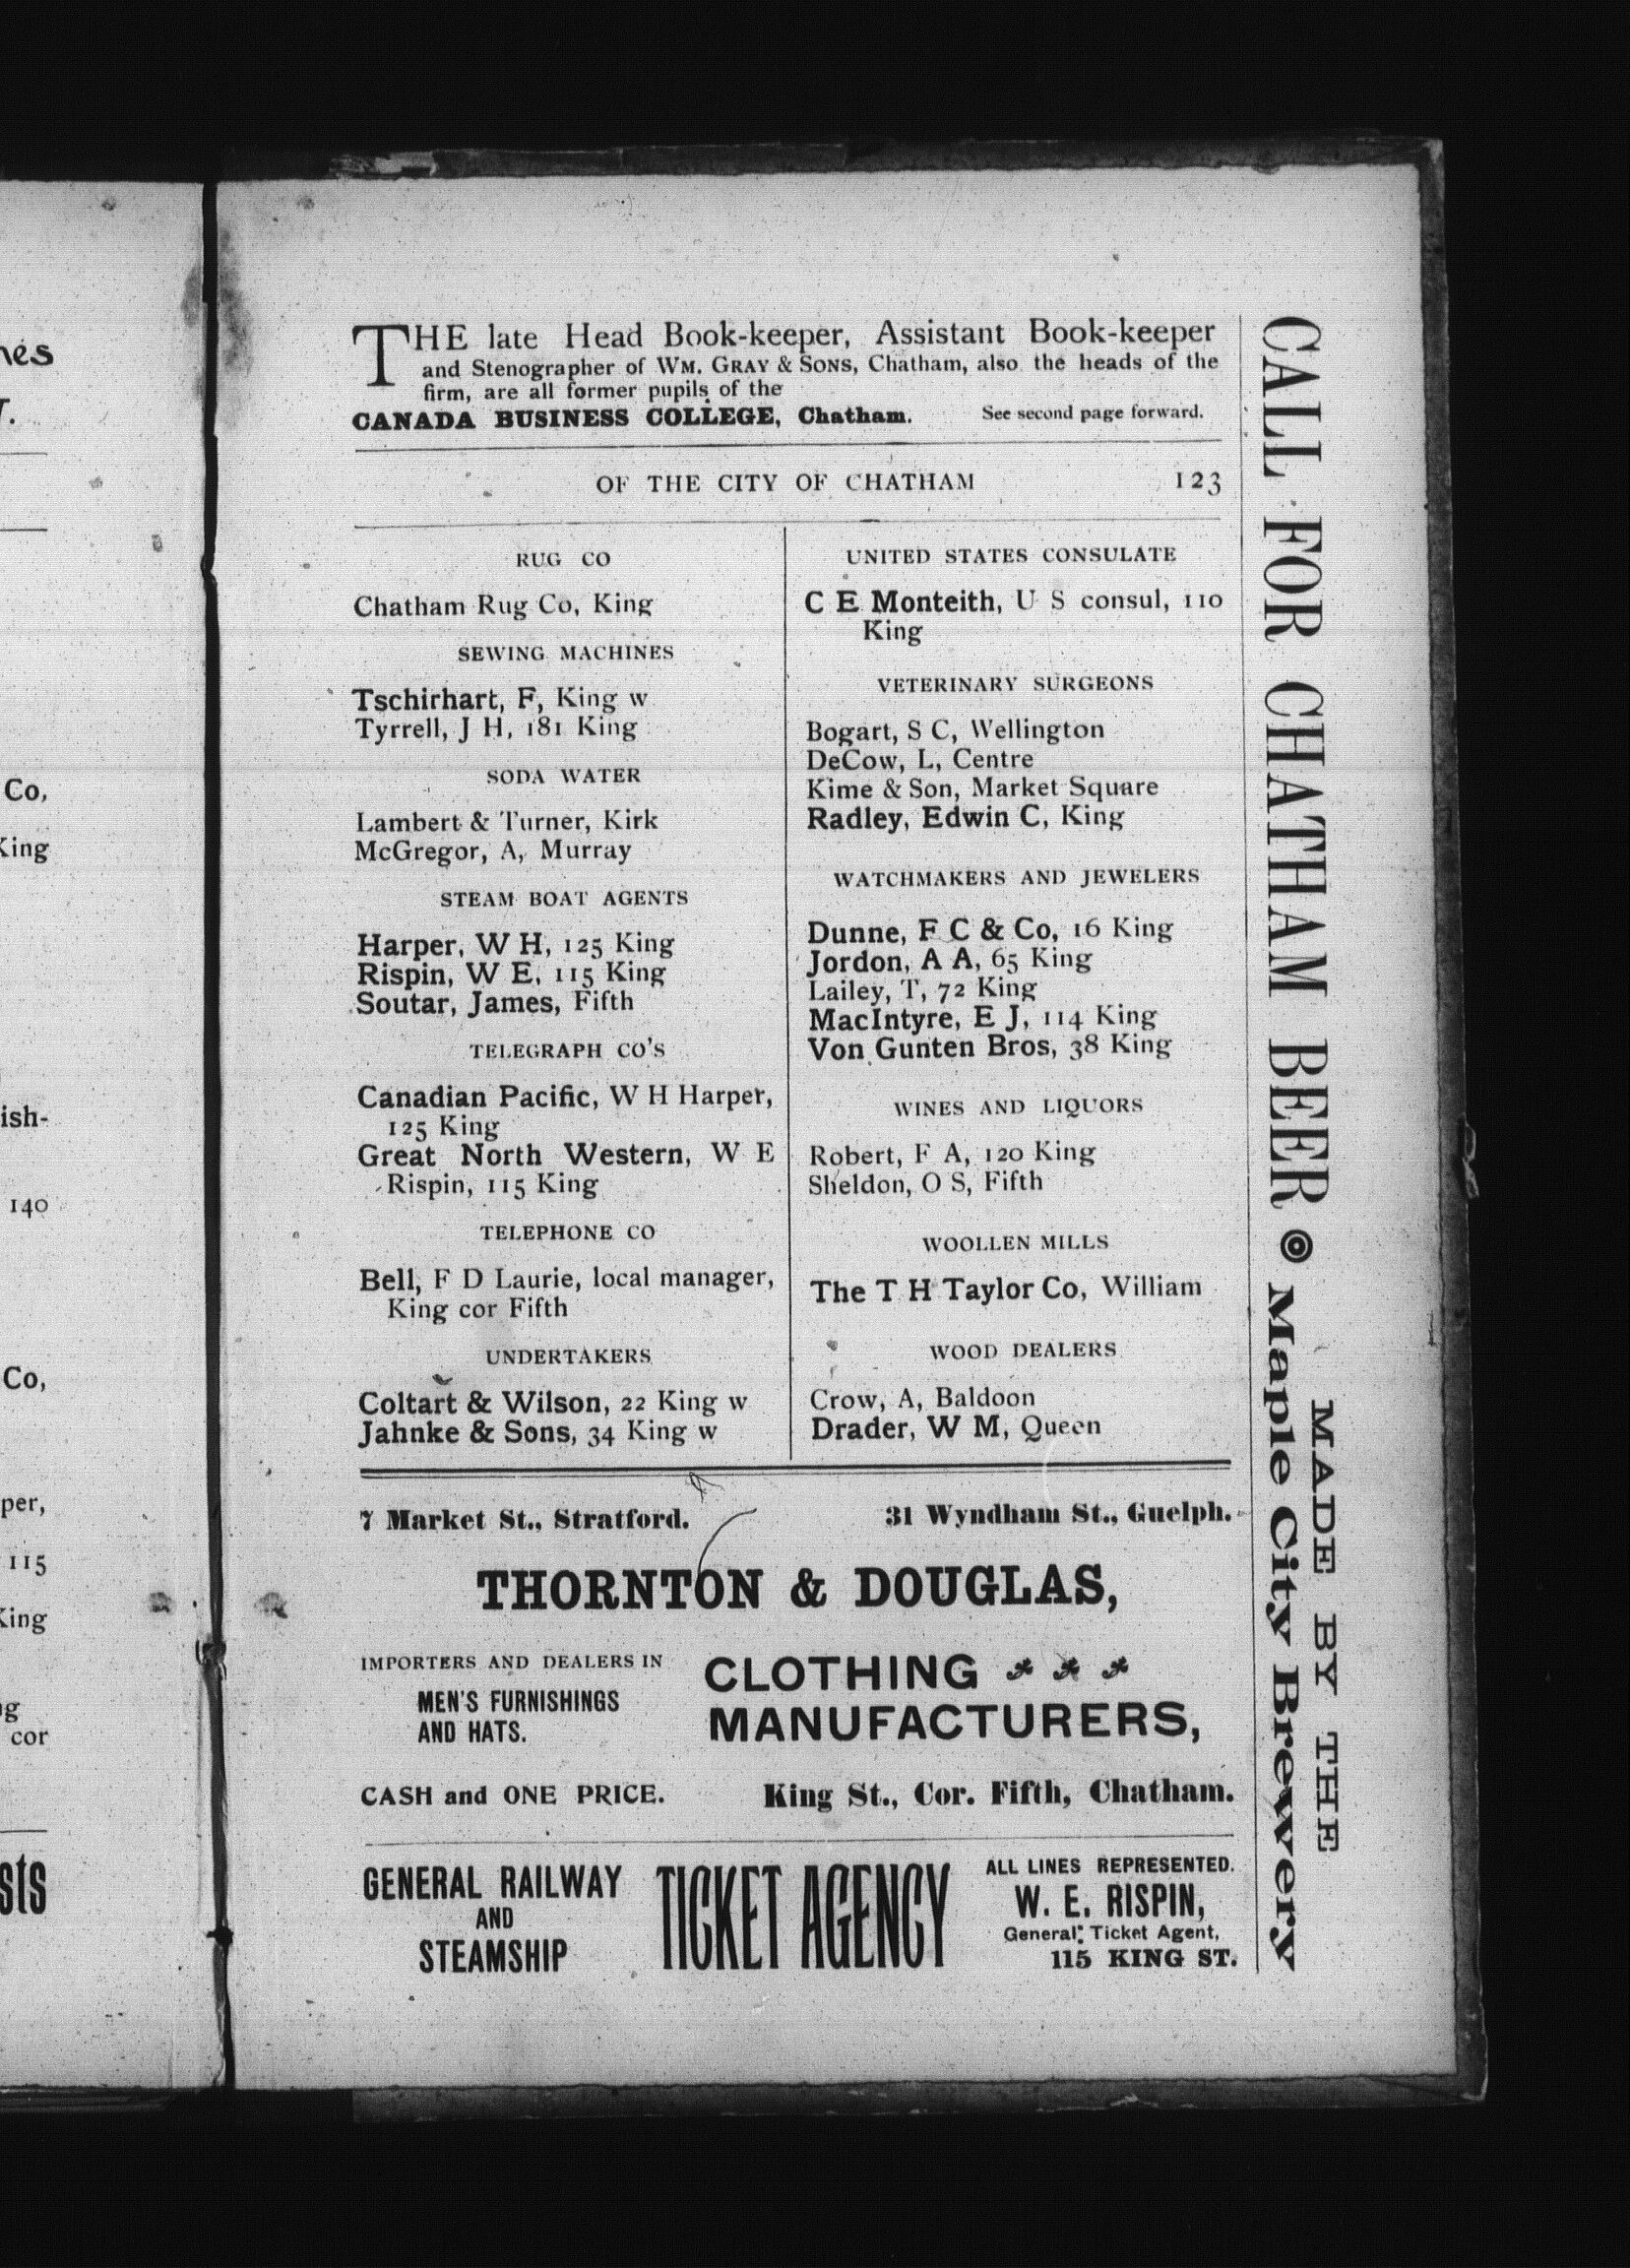 THE late Head Book-keeper, Assistant Book-keeper
and Stenographer of WM. GRAY & SONS, Chatham, also the heads of the
firm, are all former pupils of the
CANADA BUSINESS COLLEGE, Chatham. See second page forward.
OF THE CITY OF CHATHAM 123
RUG CO
Chatham Rug Co, King
SEWING MACHINES
Tschirhart, F, King w
Tyrrell, J H, 181 King
SODA WATER
Lambert & Turner, Kirk
McGregor, A, Murray
STEAM BOAT AGENTS
Harper, W H, 125 King
Rispin, W E, 115 King
Soutar, James, Fifth
TELEGRAPH CO'S
Canadian Pacific, W H Harper,
125 King
Great North Western, W E
Rispin, 115 King
TELEPHONE CO
Bell, F D Laurie, local manager,
King cor Fifth
UNDERTAKERS
Coltart & Wilson, 22 King w
Jahnke & Sons, 34 King w
UNITED STATES CONSULATE
C E Monteith, U S consul, 110
King
VETERINARY SURGEONS
Bogart, S C, Wellington
DeCow, L, Centre
Kime & Son, Market Square
Radley, Edwin C, King
WATCHMAKERS AND JEWELERS
Dunne, F C & Co, 16 King
Jordon, A A, 65 King
Lailey, T, 72 King
MacIntyre, E J, 114 King
Von Gunten Bros, 38 King
WINES AND LIQUORS
Robert, F A, 120 King
Sheldon, O S, Fifth
WOOLLEN MILLS
The T H Taylor Co, William
WOOD DEALERS
Crow, A, Baldoon
Drader, W M, Queen
7 Market St., Stratford. 31 Wyndham St., Guelph.
THORNTON & DOUGLAS,
IMPORTERS AND DEALERS IN
MEN'S FURNISHINGS
AND HATS.
CLOTHING
MANUFACTURERS,
CASH and ONE PRICE. King St., Cor. Fifth, Chatham.
GENERAL RAILWAY
AND
STEAMSHIP
TICKET AGENCY
ALL LINES REPRESENTED.
W. E. RISPIN,
General Ticket Agent,
115 KING ST.
CALL FOR CHATHAM BEER
MADE BY THE
Maple City Brewery
Co,
King
ish-
140
Co,
per,
115
King
cor